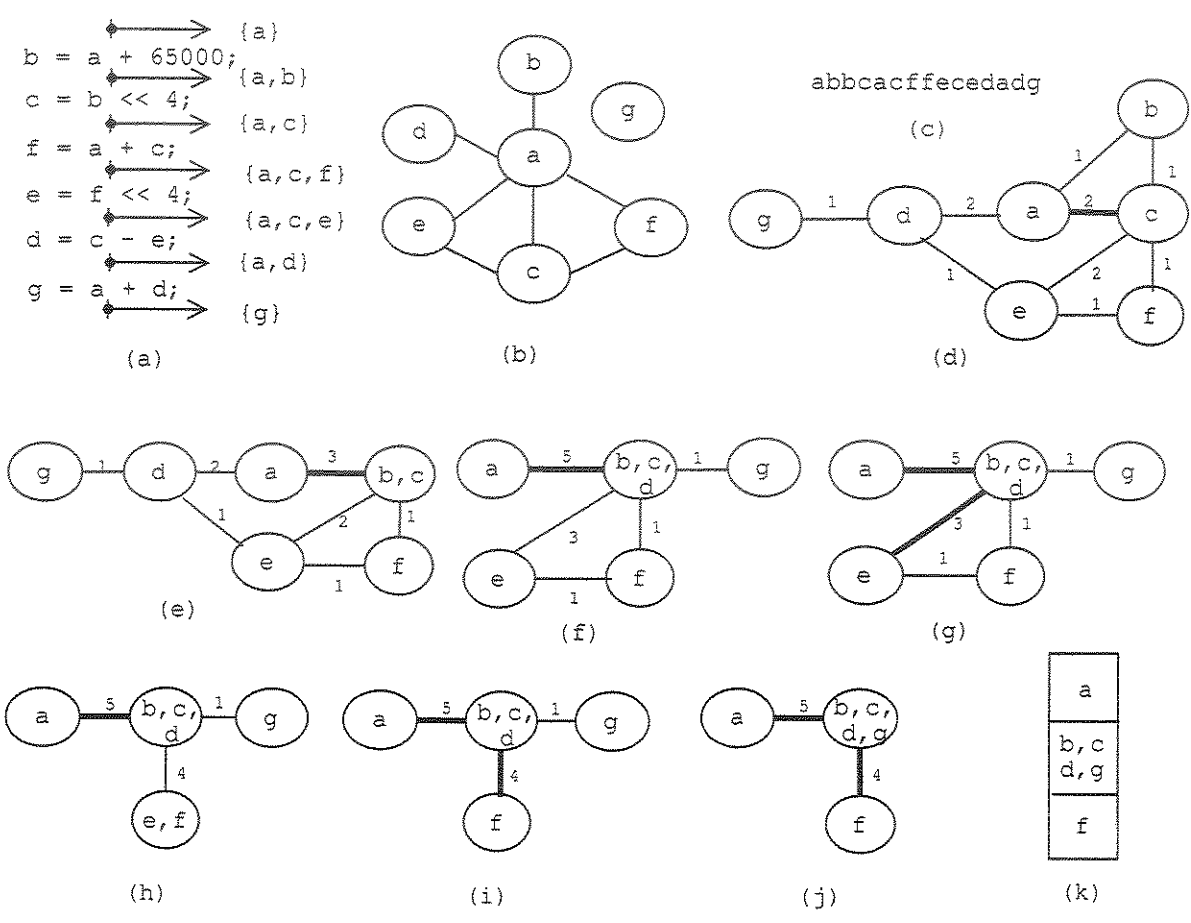 {a}
b = a + 65000;
{a,b}
c = b << 4;
{a,c}
f = a + c;
{a,c,f}
e = f << 4;
{a,c,e}
d = c - e;
{a,d}
g = a + d;
{g}
(a)
b
g
d
a
e
f
c
(b)
abbcacffecedadg
(c)
b
1
1
g
1
d
2
a
2
c
1
2
1
e
1
f
(d)
g
1
d
2
a
3
b,c
1
2
1
e
1
f
(e)
a
5
b,c,
d
1
g
3
1
e
1
f
(f)
a
5
b,c,
d
1
g
3
1
e
1
f
(g)
a
5
b,c,
d
1
g
4
e,f
(h)
a
5
b,c,
d
1
g
4
f
(i)
a
5
b,c,
d,g
4
f
(j)
a
b,c
d,g
f
(k)